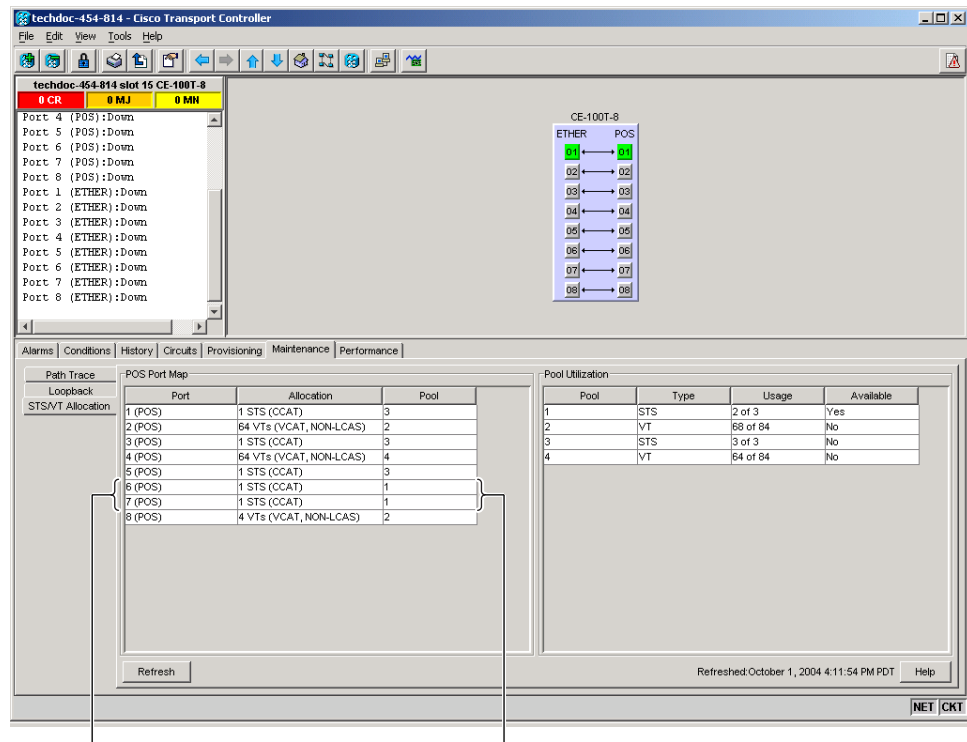 techdoc-454-814 - Cisco Transport Controller
File Edit View Tools Help
techdoc-454-814 slot 15 CE-100T-8
0 CR 0 MJ 0 MN
Port 4 (POS):Down
Port 5 (POS):Down
Port 6 (POS):Down
Port 7 (POS):Down
Port 8 (POS):Down
Port 1 (ETHER):Down
Port 2 (ETHER):Down
Port 3 (ETHER):Down
Port 4 (ETHER):Down
Port 5 (ETHER):Down
Port 6 (ETHER):Down
Port 7 (ETHER):Down
Port 8 (ETHER):Down
CE-100T-8
ETHER POS
01 01
02 02
03 03
04 04
05 05
06 06
07 07
08 08
Alarms Conditions History Circuits Provisioning Maintenance Performance
Path Trace
Loopback
STS/VT Allocation
POS Port Map
Port Allocation Pool
1 (POS) 1 STS (CCAT) 3
2 (POS) 64 VTs (VCAT, NON-LCAS) 2
3 (POS) 1 STS (CCAT) 3
4 (POS) 64 VTs (VCAT, NON-LCAS) 4
5 (POS) 1 STS (CCAT) 3
6 (POS) 1 STS (CCAT) 1
7 (POS) 1 STS (CCAT) 1
8 (POS) 4 VTs (VCAT, NON-LCAS) 2
Pool Utilization
Pool Type Usage Available
1 STS 2 of 3 Yes
2 VT 68 of 84 No
3 STS 3 of 3 No
4 VT 64 of 84 No
Refresh
Refreshed:October 1, 2004 4:11:54 PM PDT
Help
NET CKT